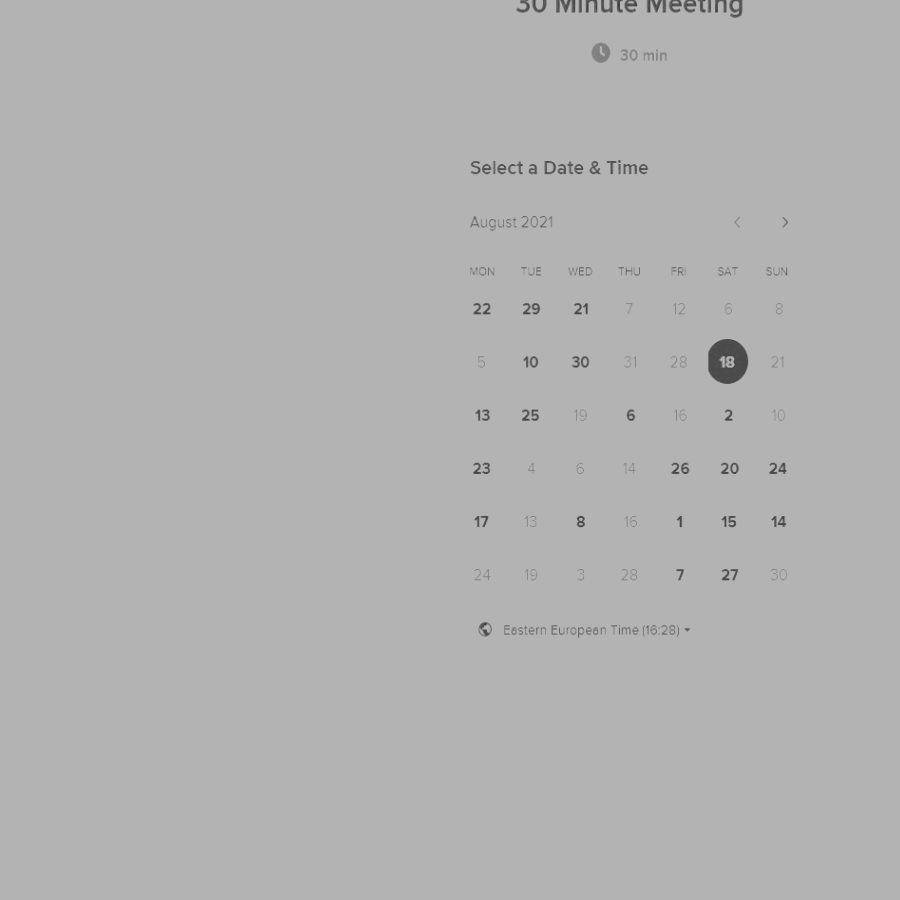 30 Minute Meeting
30 min
Select a Date & Time
August 2021
MON TUE WED THU FRI SAT SUN
22 29 21 7 12 6 8
5 10 30 31 28 18 21
13 25 19 6 16 2 10
23 4 6 14 26 20 24
17 13 8 16 1 15 14
24 19 3 28 7 27 30
Eastern European Time (16:28)